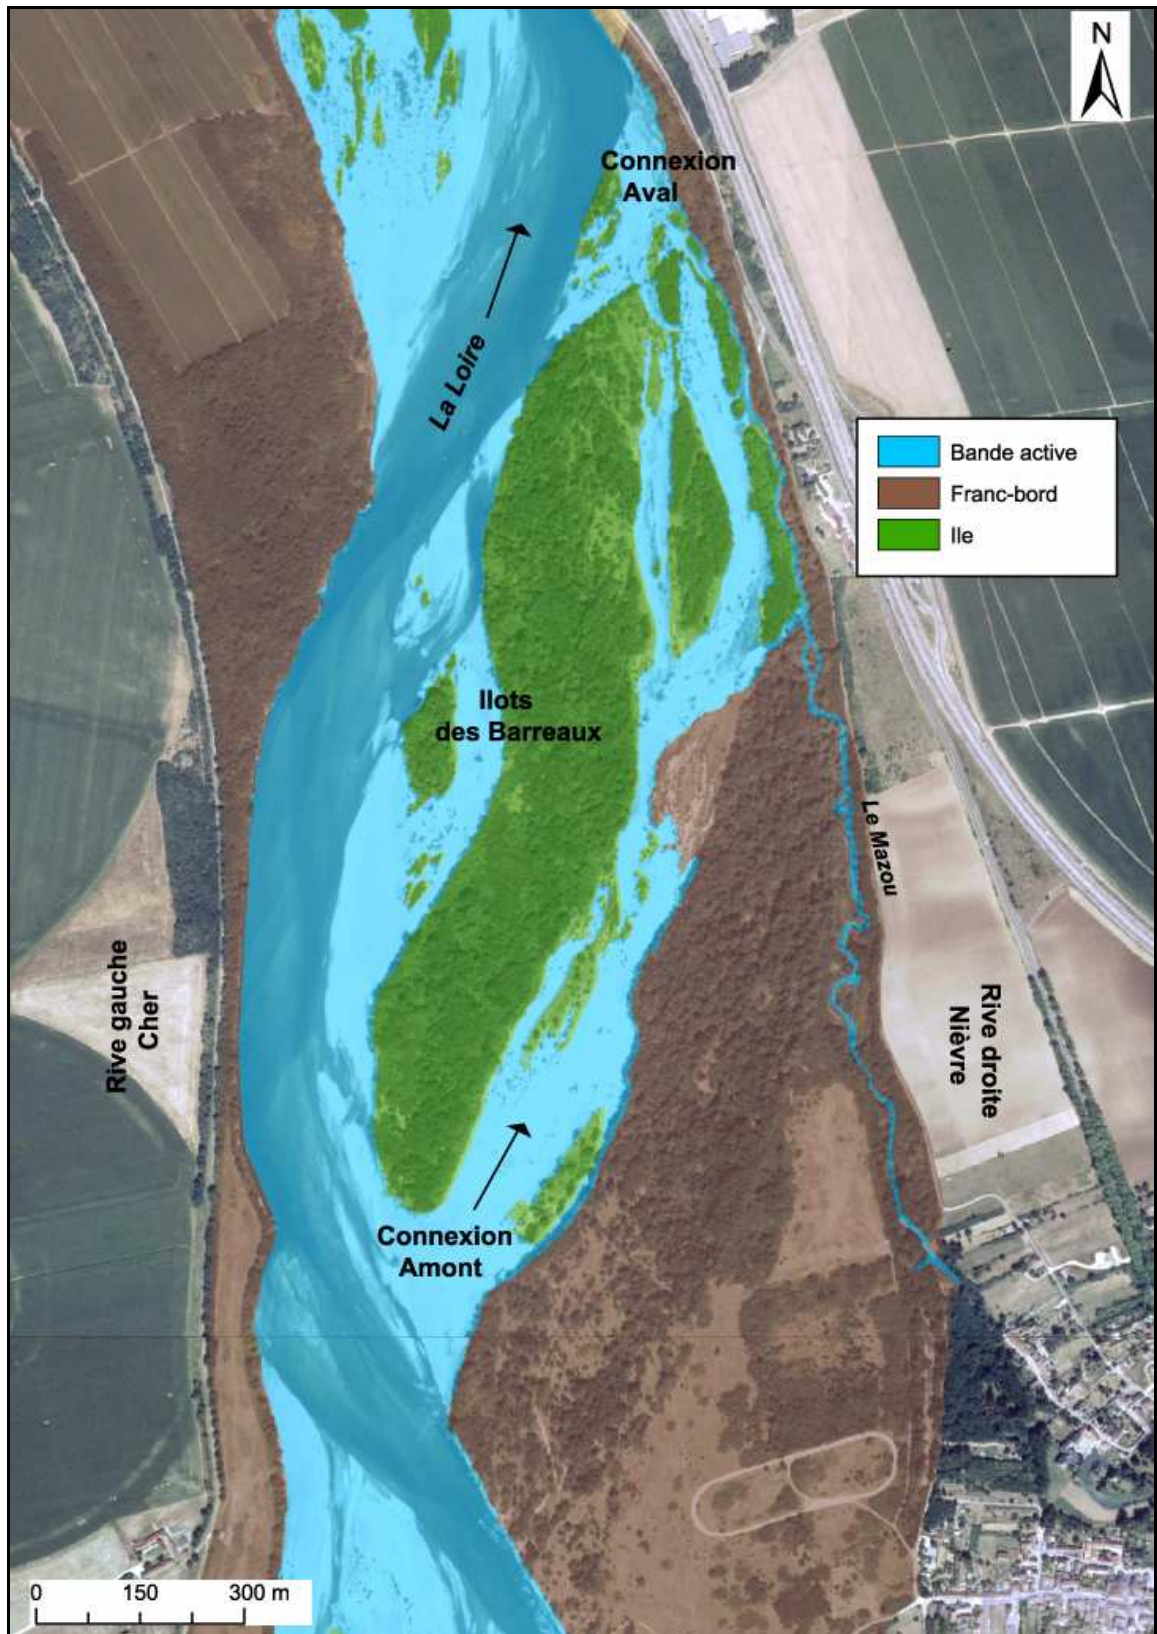 N
Connexion
Aval
La Loire
Bande active
Franc-bord
Ile
Ilots
des Barreaux
Le Mazou
Rive gauche
Cher
Rive droite
Nièvre
Connexion
Amont
0 150 300 m